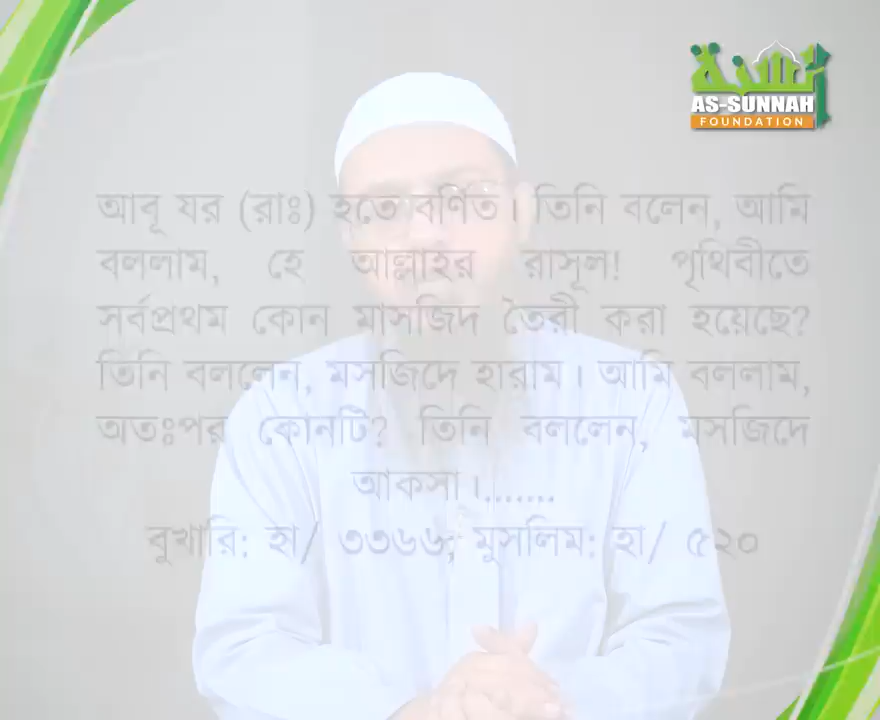 السنة
AS-SUNNAH
FOUNDATION
আবূ যর (রাঃ) হতে বর্ণিত। তিনি বলেন, আমি
বললাম, হে আল্লাহর রাসূল! পৃথিবীতে
সর্বপ্রথম কোন মাসজিদ তৈরী করা হয়েছে?
তিনি বললেন, মসজিদে হারাম। আমি বললাম,
অতঃপর কোনটি? তিনি বললেন, মসজিদে
আকসা।.......
বুখারি: হা/ ৩৩৬৬; মুসলিম: হা/ ৫২০